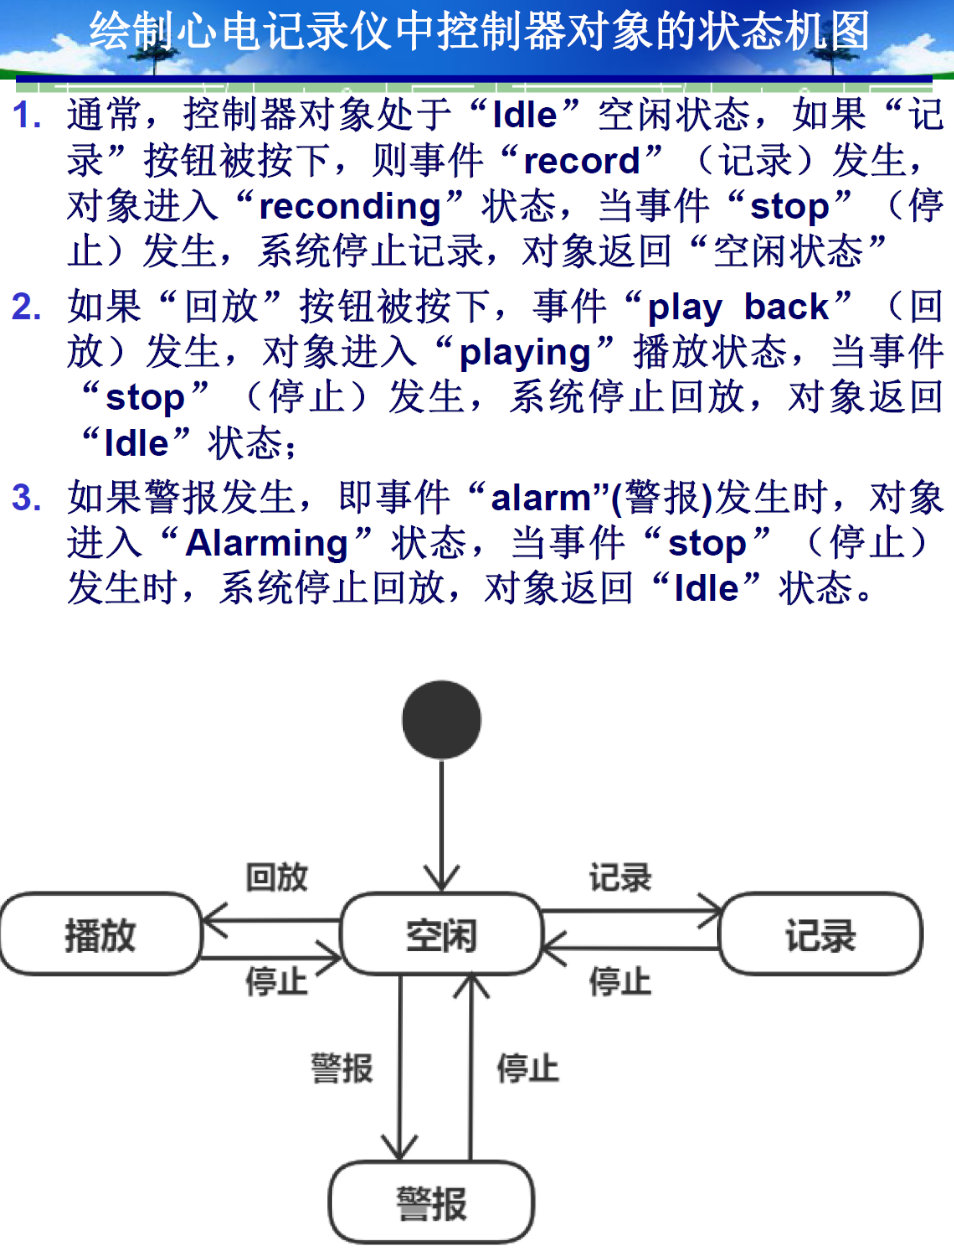 绘制心电记录仪中控制器对象的状态机图
1. 通常，控制器对象处于“Idle”空闲状态，如果“记
录”按钮被按下，则事件“record”（记录）发生，
对象进入“reconding”状态，当事件“stop”（停
止）发生，系统停止记录，对象返回“空闲状态”
2. 如果“回放”按钮被按下，事件“play back”（回
放）发生，对象进入“playing”播放状态，当事件
“stop”（停止）发生，系统停止回放，对象返回
“Idle”状态；
3. 如果警报发生，即事件“alarm”(警报)发生时，对象
进入“Alarming”状态，当事件“stop”（停止）
发生时，系统停止回放，对象返回“Idle”状态。
回放
记录
播放
空闲
记录
停止
停止
警报
停止
警报